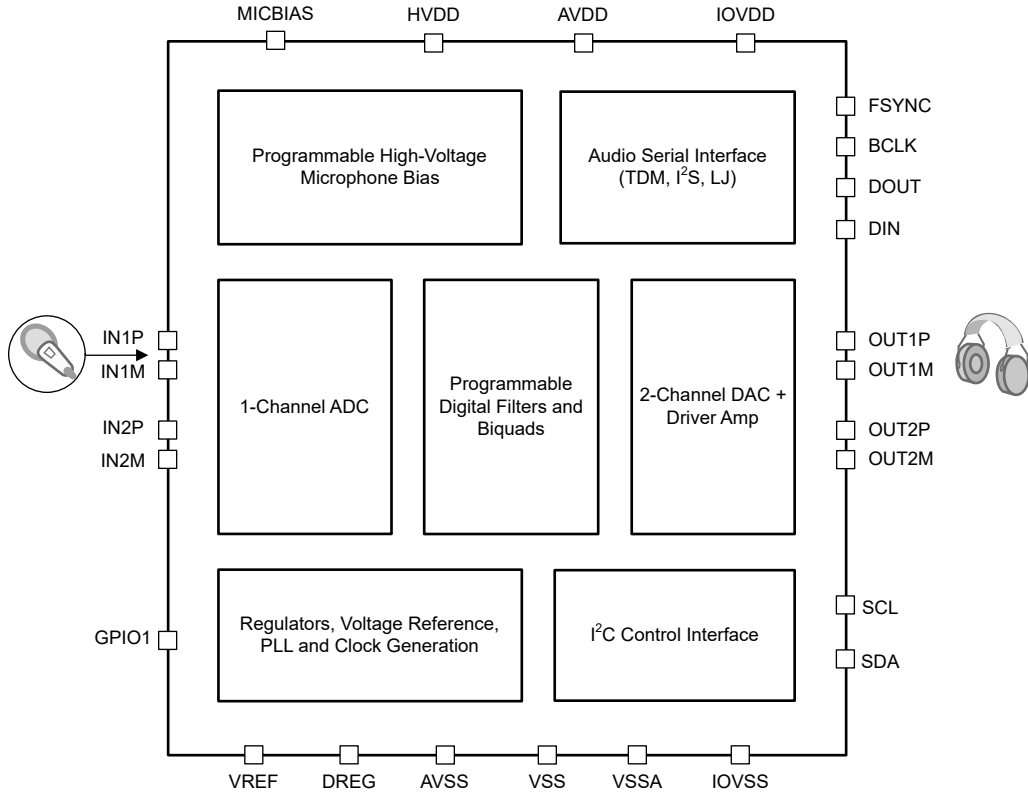 MICBIAS
HVDD
AVDD
IOVDD
Programmable High-Voltage
Microphone Bias
Audio Serial Interface
(TDM, I²S, LJ)
FSYNC
BCLK
DOUT
DIN
IN1P
IN1M
IN2P
IN2M
1-Channel ADC
Programmable
Digital Filters and
Biquads
2-Channel DAC +
Driver Amp
OUT1P
OUT1M
OUT2P
OUT2M
GPIO1
Regulators, Voltage Reference,
PLL and Clock Generation
I²C Control Interface
SCL
SDA
VREF
DREG
AVSS
VSS
VSSA
IOVSS